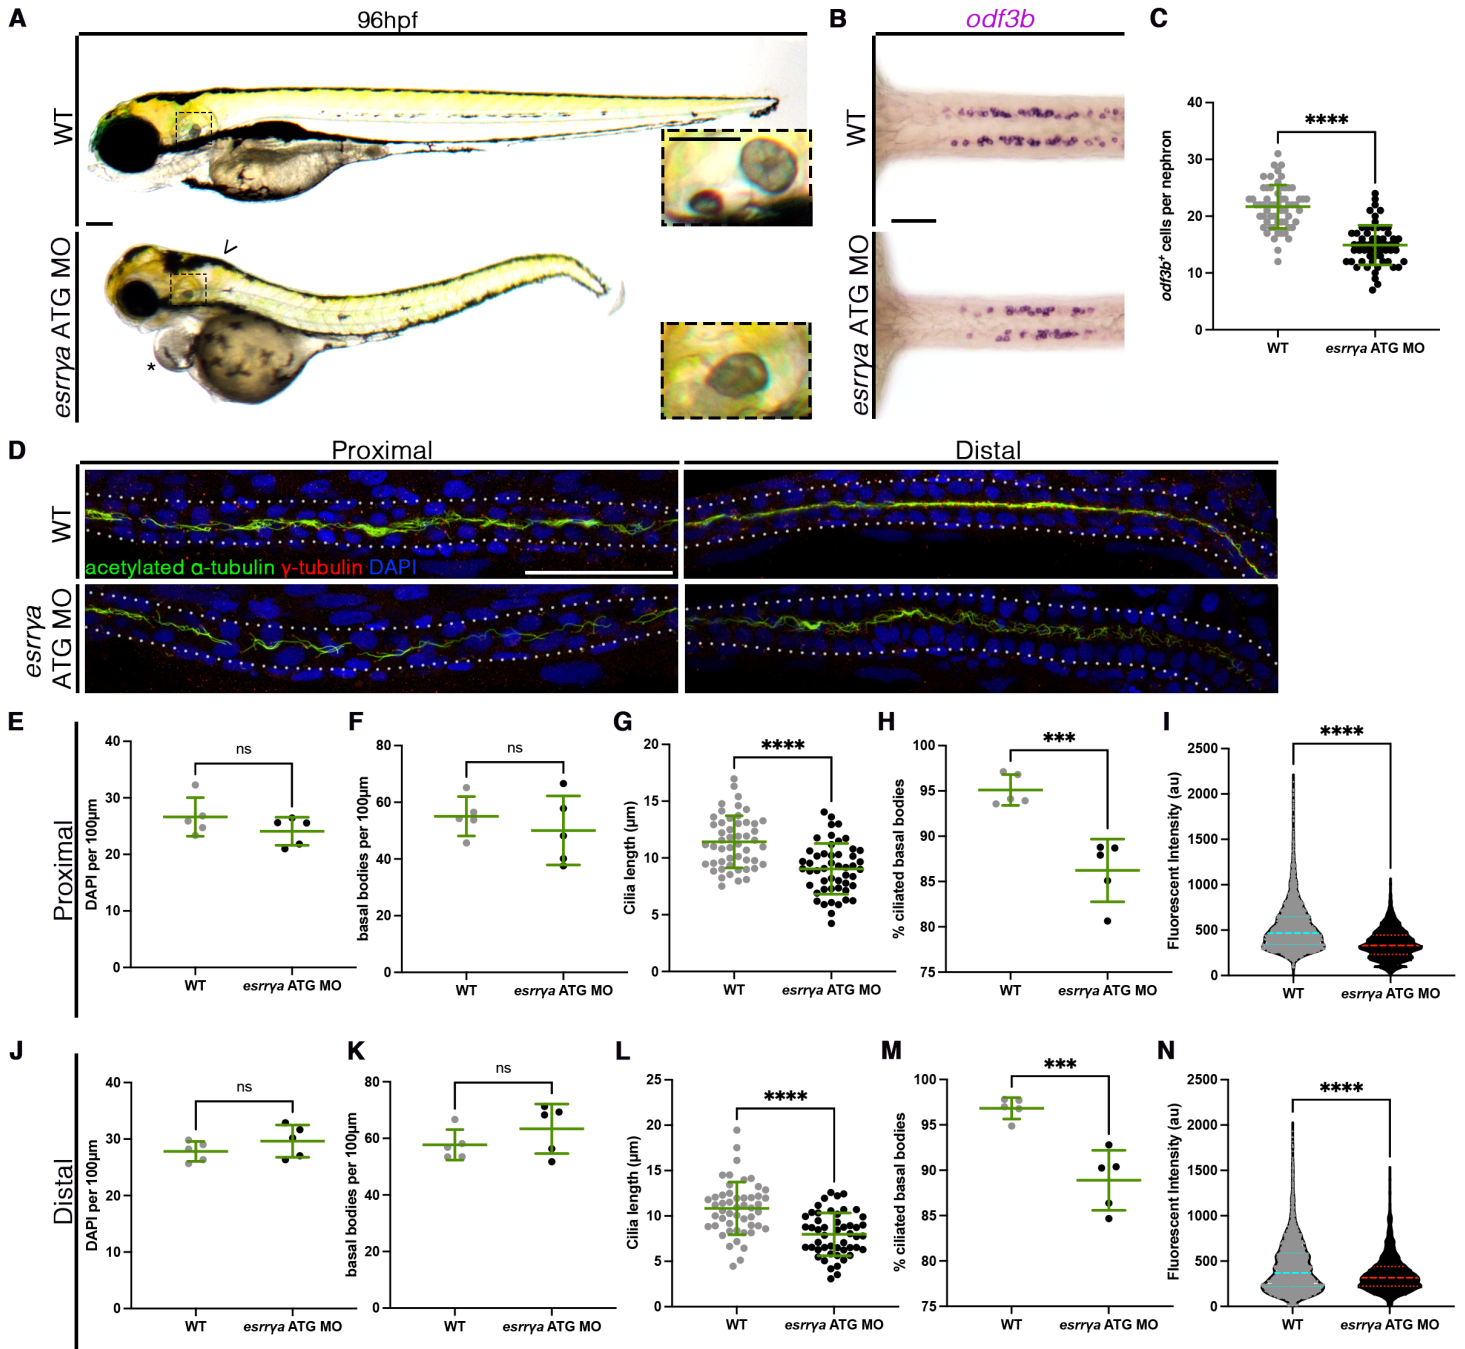 A
96hpf
WT
esrrγa ATG MO
*
B
odf3b
WT
esrrγa ATG MO
C
odf3b+ cells per nephron
40
30
20
10
0
****
WT
esrrγa ATG MO
D
Proximal
Distal
WT
acetylated α-tubulin γ-tubulin DAPI
esrrγa
ATG MO
Proximal
E
DAPI per 100μm
40
30
20
10
0
ns
WT
esrrγa ATG MO
F
basal bodies per 100μm
80
60
40
20
0
ns
WT
esrrγa ATG MO
G
Cilia length (μm)
20
15
10
5
0
****
WT
esrrγa ATG MO
H
% ciliated basal bodies
100
95
90
85
80
75
***
WT
esrrγa ATG MO
I
Fluorescent Intensity (au)
2500
2000
1500
1000
500
0
****
WT
esrrγa ATG MO
Distal
J
DAPI per 100μm
40
30
20
10
0
ns
WT
esrrγa ATG MO
K
basal bodies per 100μm
80
60
40
20
0
ns
WT
esrrγa ATG MO
L
Cilia length (μm)
25
20
15
10
5
0
****
WT
esrrγa ATG MO
M
% ciliated basal bodies
100
95
90
85
80
75
***
WT
esrrγa ATG MO
N
Fluorescent Intensity (au)
2500
2000
1500
1000
500
0
****
WT
esrrγa ATG MO